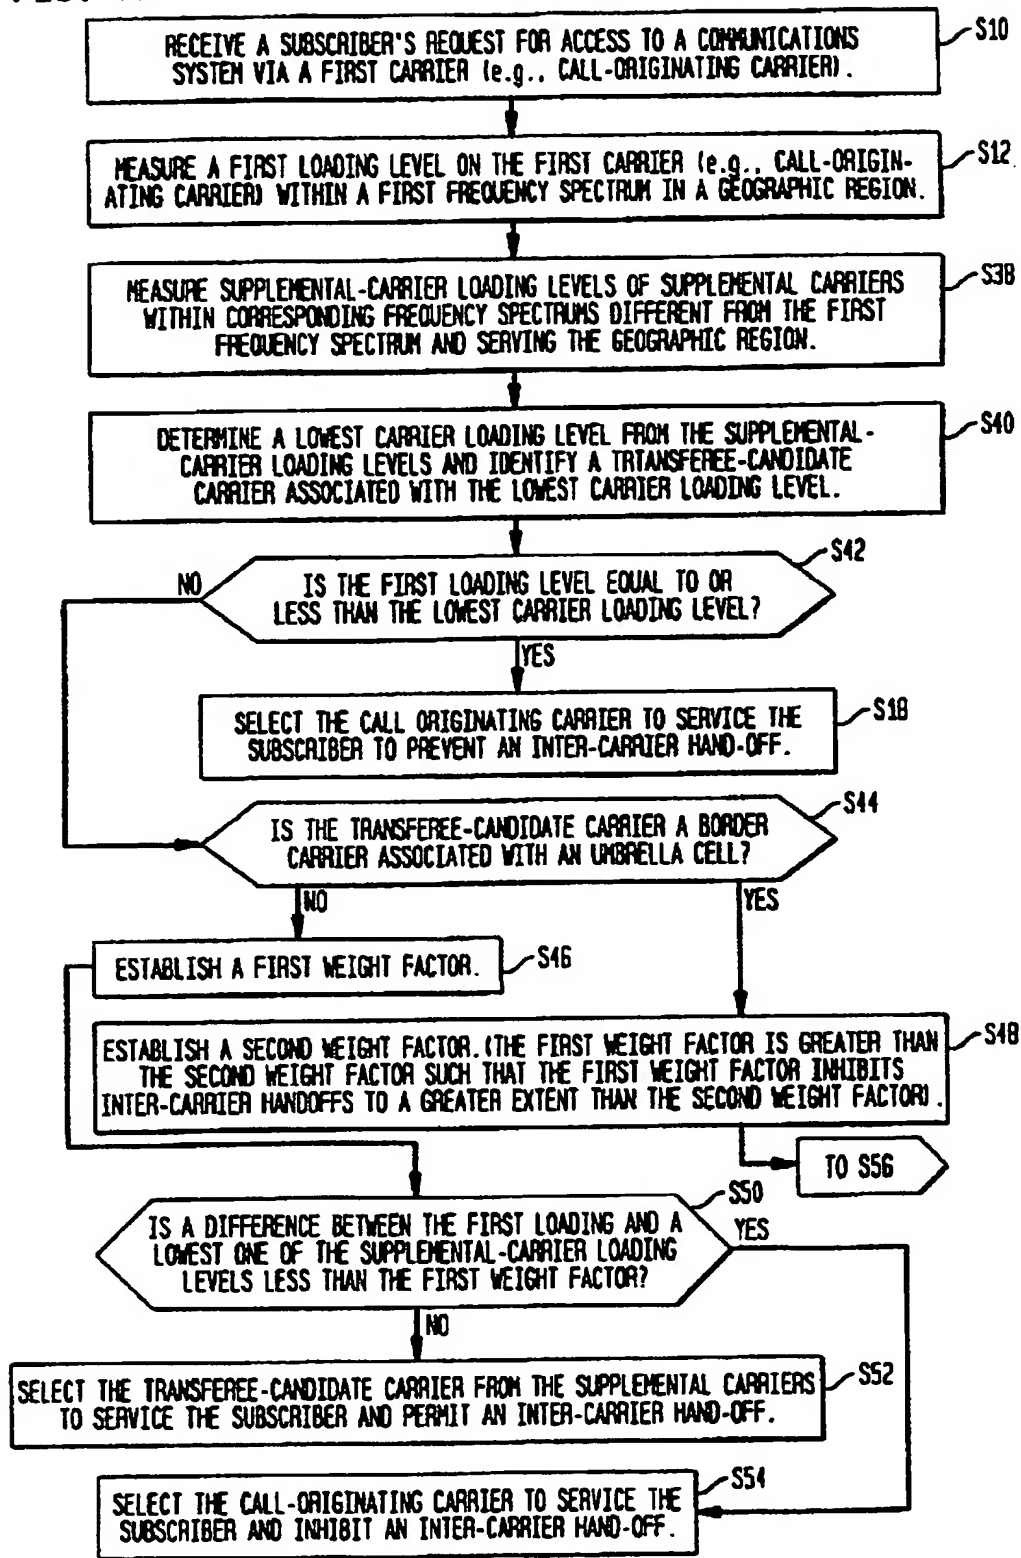 RECEIVE A SUBSCRIBER'S REQUEST FOR ACCESS TO A COMMUNICATIONS
SYSTEM VIA A FIRST CARRIER (e.g., CALL-ORIGINATING CARRIER).
S10
MEASURE A FIRST LOADING LEVEL ON THE FIRST CARRIER (e.g., CALL-ORIGIN-
ATING CARRIER) WITHIN A FIRST FREQUENCY SPECTRUM IN A GEOGRAPHIC REGION.
S12
MEASURE SUPPLEMENTAL-CARRIER LOADING LEVELS OF SUPPLEMENTAL CARRIERS
WITHIN CORRESPONDING FREQUENCY SPECTRUMS DIFFERENT FROM THE FIRST
FREQUENCY SPECTRUM AND SERVING THE GEOGRAPHIC REGION.
S38
DETERMINE A LOWEST CARRIER LOADING LEVEL FROM THE SUPPLEMENTAL-
CARRIER LOADING LEVELS AND IDENTIFY A TRTANSFEREE-CANDIDATE
CARRIER ASSOCIATED WITH THE LOWEST CARRIER LOADING LEVEL.
S40
S42
NO
IS THE FIRST LOADING LEVEL EQUAL TO OR
LESS THAN THE LOWEST CARRIER LOADING LEVEL?
YES
SELECT THE CALL ORIGINATING CARRIER TO SERVICE THE
SUBSCRIBER TO PREVENT AN INTER-CARRIER HAND-OFF.
S18
S44
IS THE TRANSFEREE-CANDIDATE CARRIER A BORDER
CARRIER ASSOCIATED WITH AN UMBRELLA CELL?
NO
YES
ESTABLISH A FIRST WEIGHT FACTOR.
S46
ESTABLISH A SECOND WEIGHT FACTOR. (THE FIRST WEIGHT FACTOR IS GREATER THAN
THE SECOND WEIGHT FACTOR SUCH THAT THE FIRST WEIGHT FACTOR INHIBITS
INTER-CARRIER HANDOFFS TO A GREATER EXTENT THAN THE SECOND WEIGHT FACTOR).
S48
TO S56
S50
IS A DIFFERENCE BETWEEN THE FIRST LOADING AND A
LOWEST ONE OF THE SUPPLEMENTAL-CARRIER LOADING
LEVELS LESS THAN THE FIRST WEIGHT FACTOR?
YES
NO
SELECT THE TRANSFEREE-CANDIDATE CARRIER FROM THE SUPPLEMENTAL CARRIERS
TO SERVICE THE SUBSCRIBER AND PERMIT AN INTER-CARRIER HAND-OFF.
S52
SELECT THE CALL-ORIGINATING CARRIER TO SERVICE THE
SUBSCRIBER AND INHIBIT AN INTER-CARRIER HAND-OFF.
S54